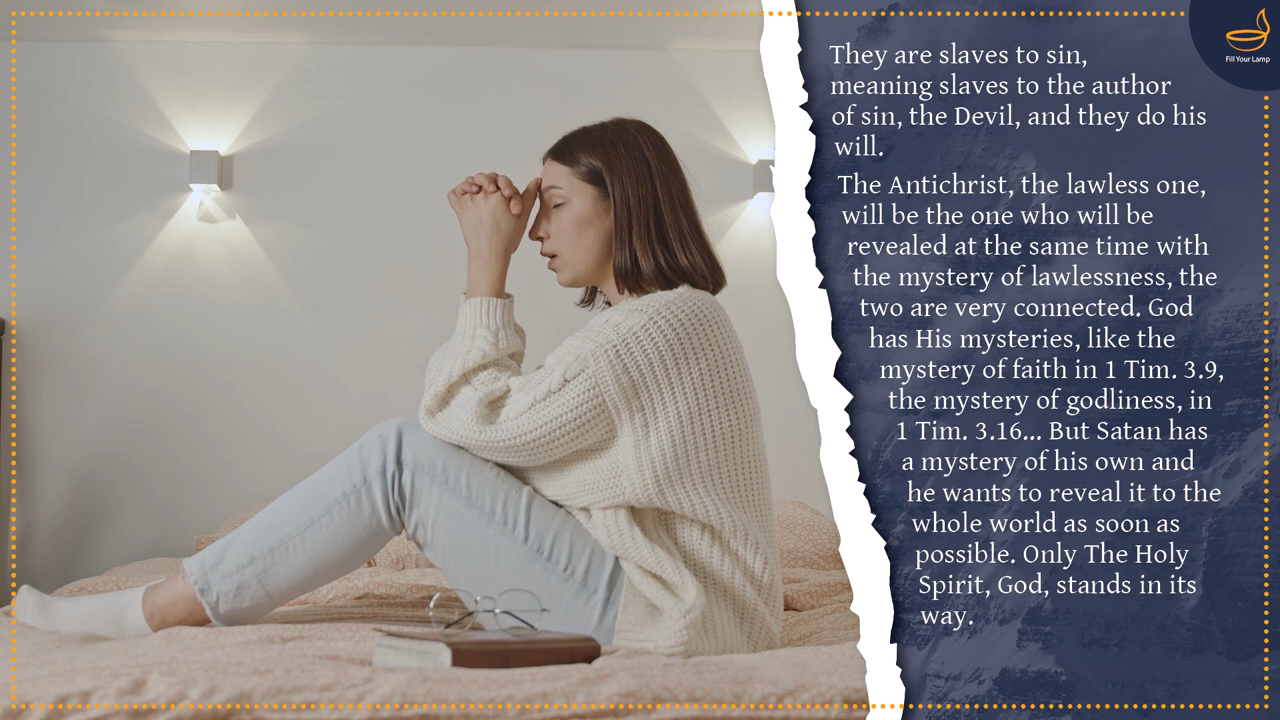 They are slaves to sin,
meaning slaves to the author
of sin, the Devil, and they do his
will.
The Antichrist, the lawless one,
will be the one who will be
revealed at the same time with
the mystery of lawlessness, the
two are very connected. God
has His mysteries, like the
mystery of faith in 1 Tim. 3.9,
the mystery of godliness, in
1 Tim. 3.16... But Satan has
a mystery of his own and
he wants to reveal it to the
whole world as soon as
possible. Only The Holy
Spirit, God, stands in its
way.
Fill Your Lamp